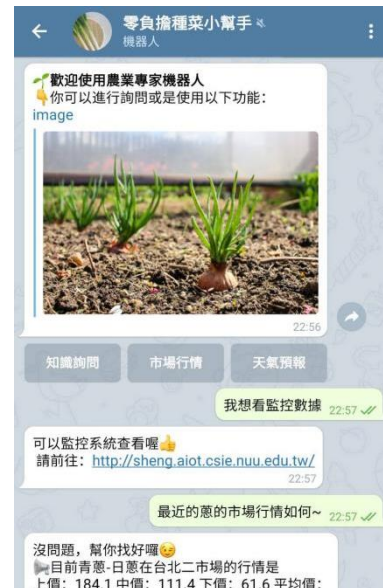 零負擔種菜小幫手
機器人
🌱歡迎使用農業專家機器人
👇你可以進行詢問或是使用以下功能：
image
22:56
知識詢問
市場行情
天氣預報
我想看監控數據 22:57
可以監控系統查看喔👍
請前往：http://sheng.aiot.csie.nuu.edu.tw/
22:57
最近的蔥的市場行情如何~ 22:57
沒問題，幫你找好囉😉
目前青蔥-日蔥在台北二市場的行情是
上價：184.1 中價：111.4 下價：61.6 平均價：